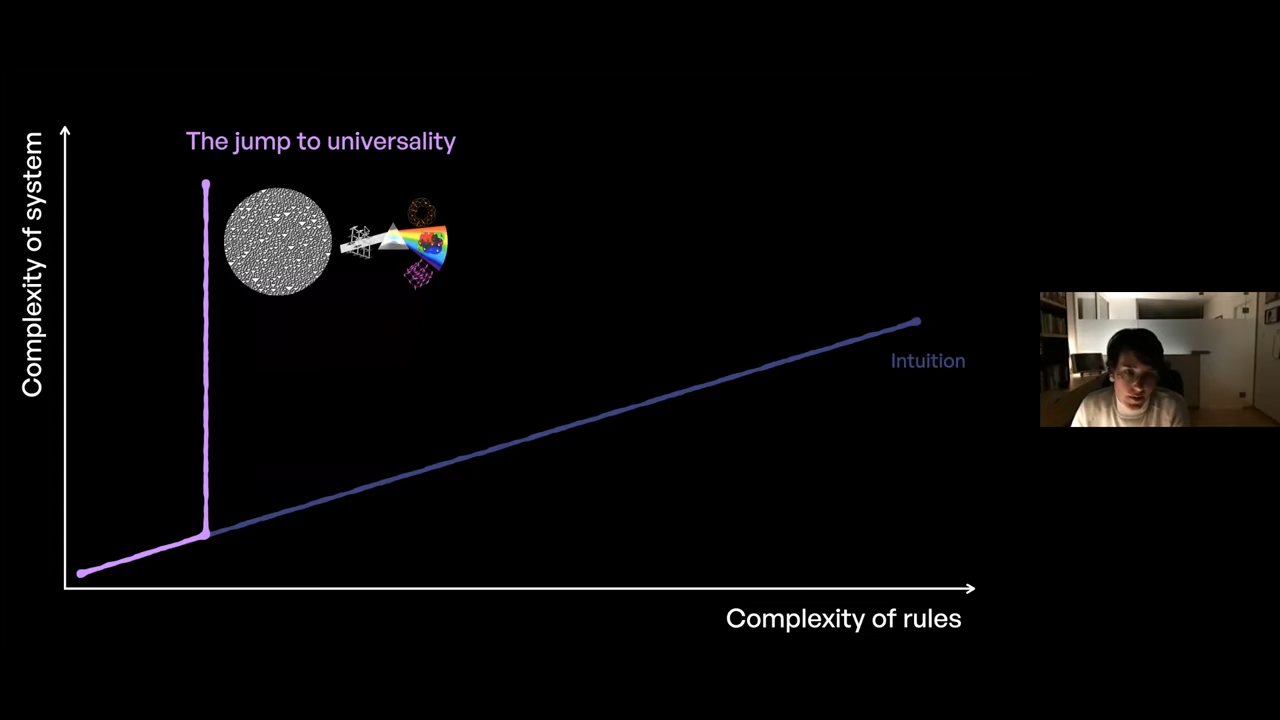 The jump to universality
Complexity of system
Intuition
Complexity of rules